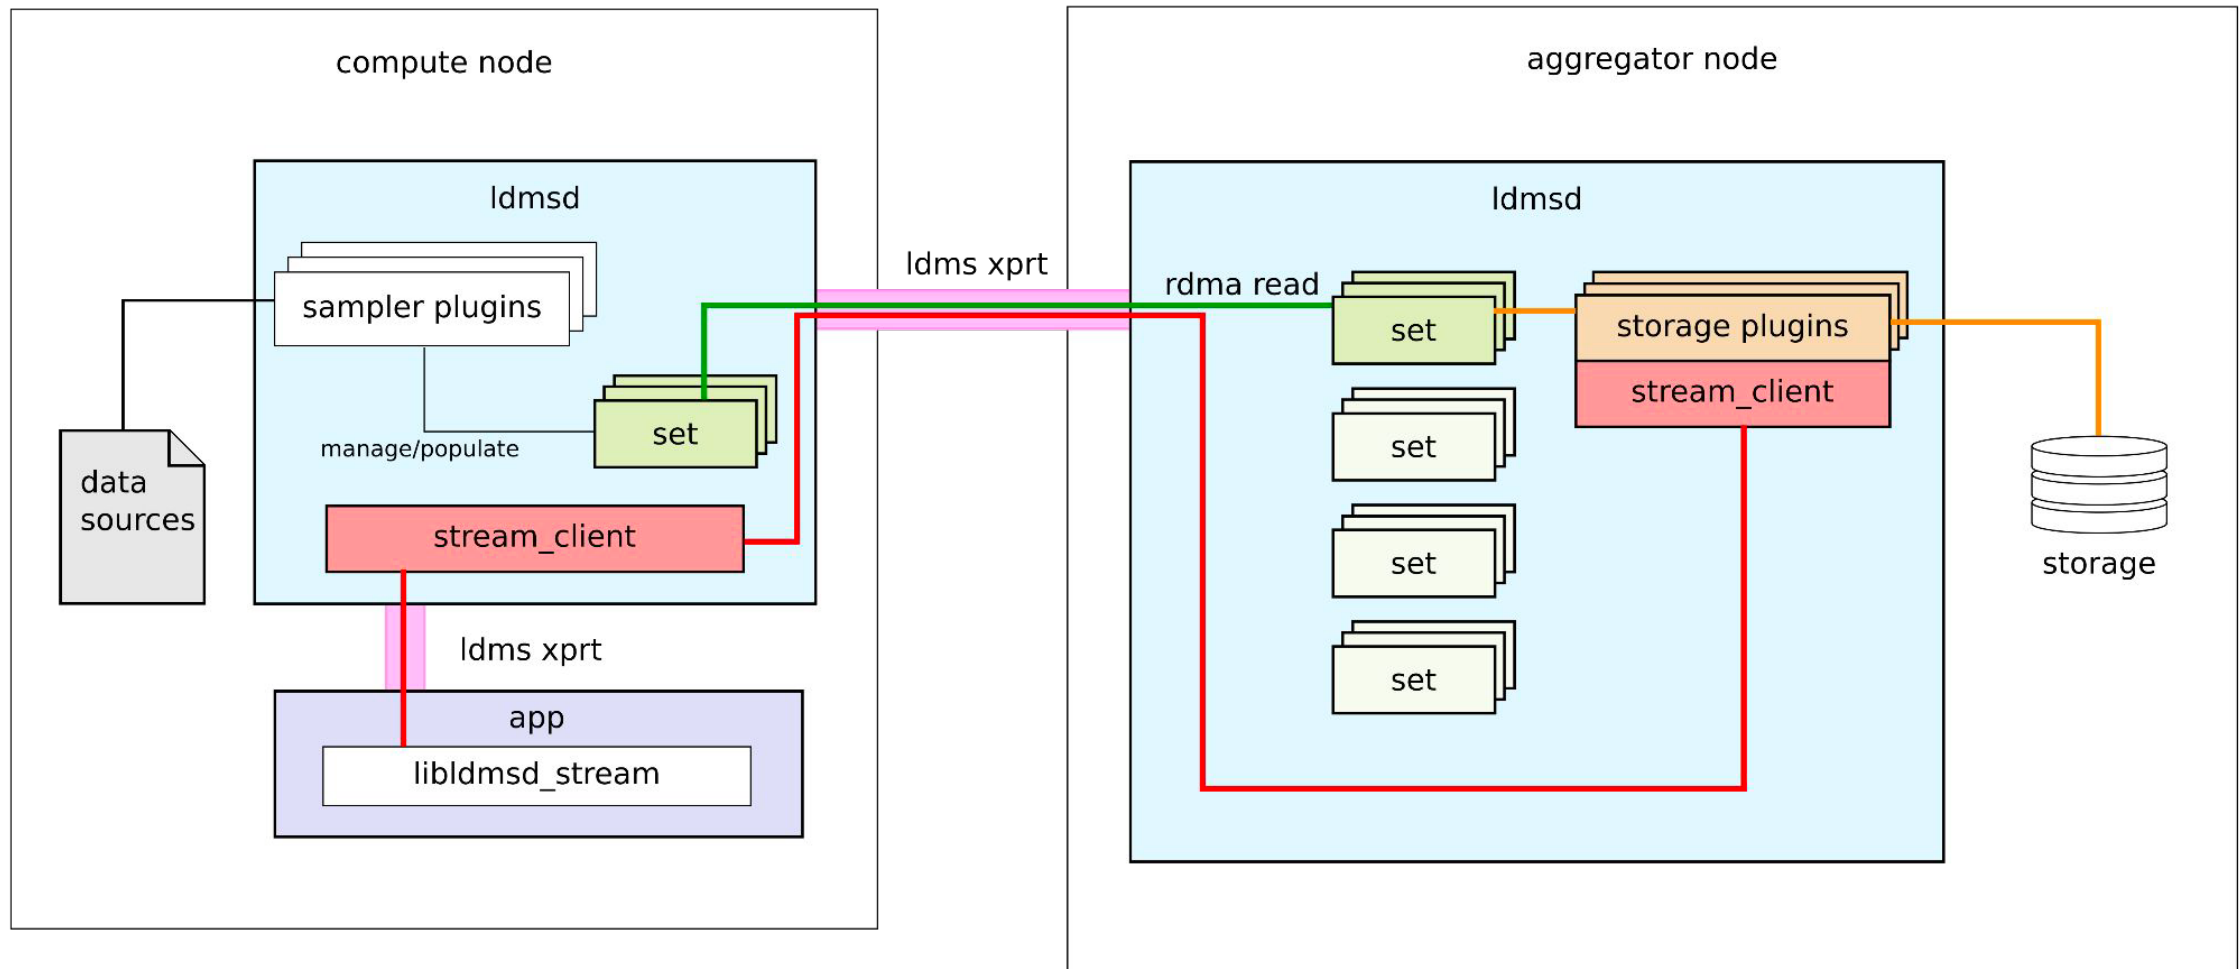 compute node
ldmsd
sampler plugins
manage/populate
set
data
sources
stream_client
ldms xprt
app
libldmsd_stream
ldms xprt
aggregator node
ldmsd
rdma read
set
storage plugins
stream_client
set
set
set
storage